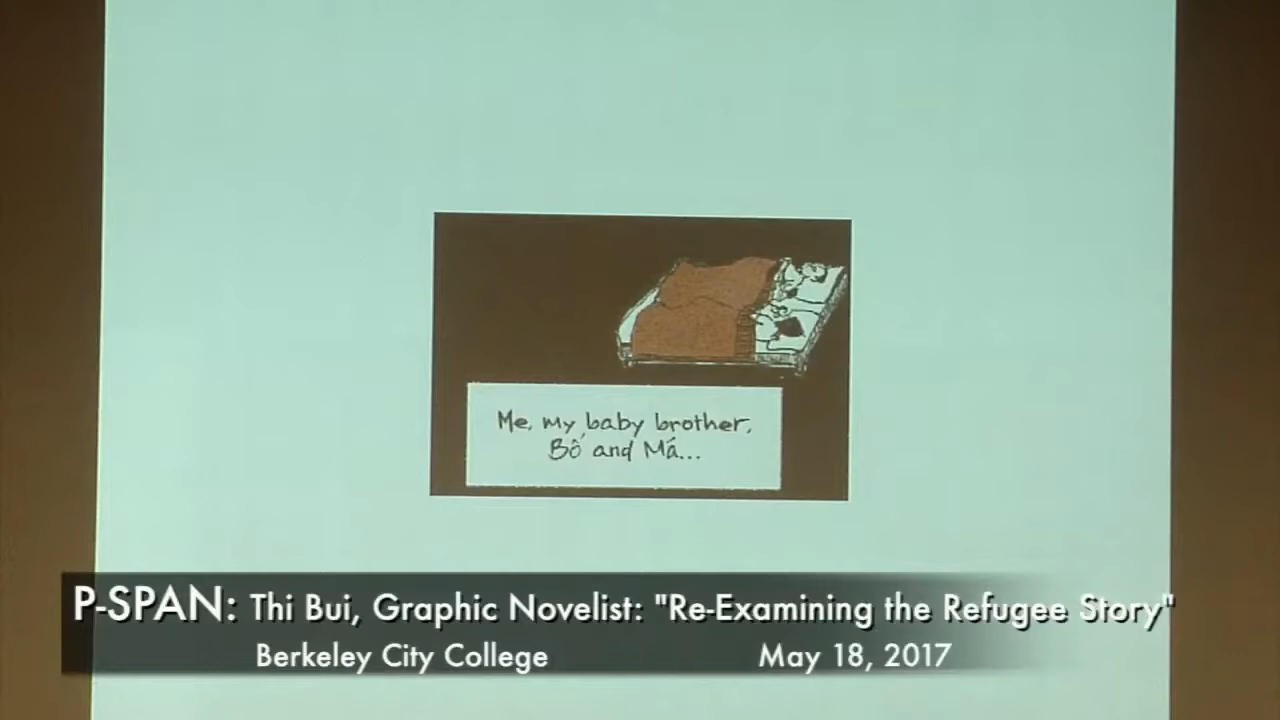 Me, my baby brother,
Bố and Má...
P-SPAN: Thi Bui, Graphic Novelist: "Re-Examining the Refugee Story"
Berkeley City College May 18, 2017